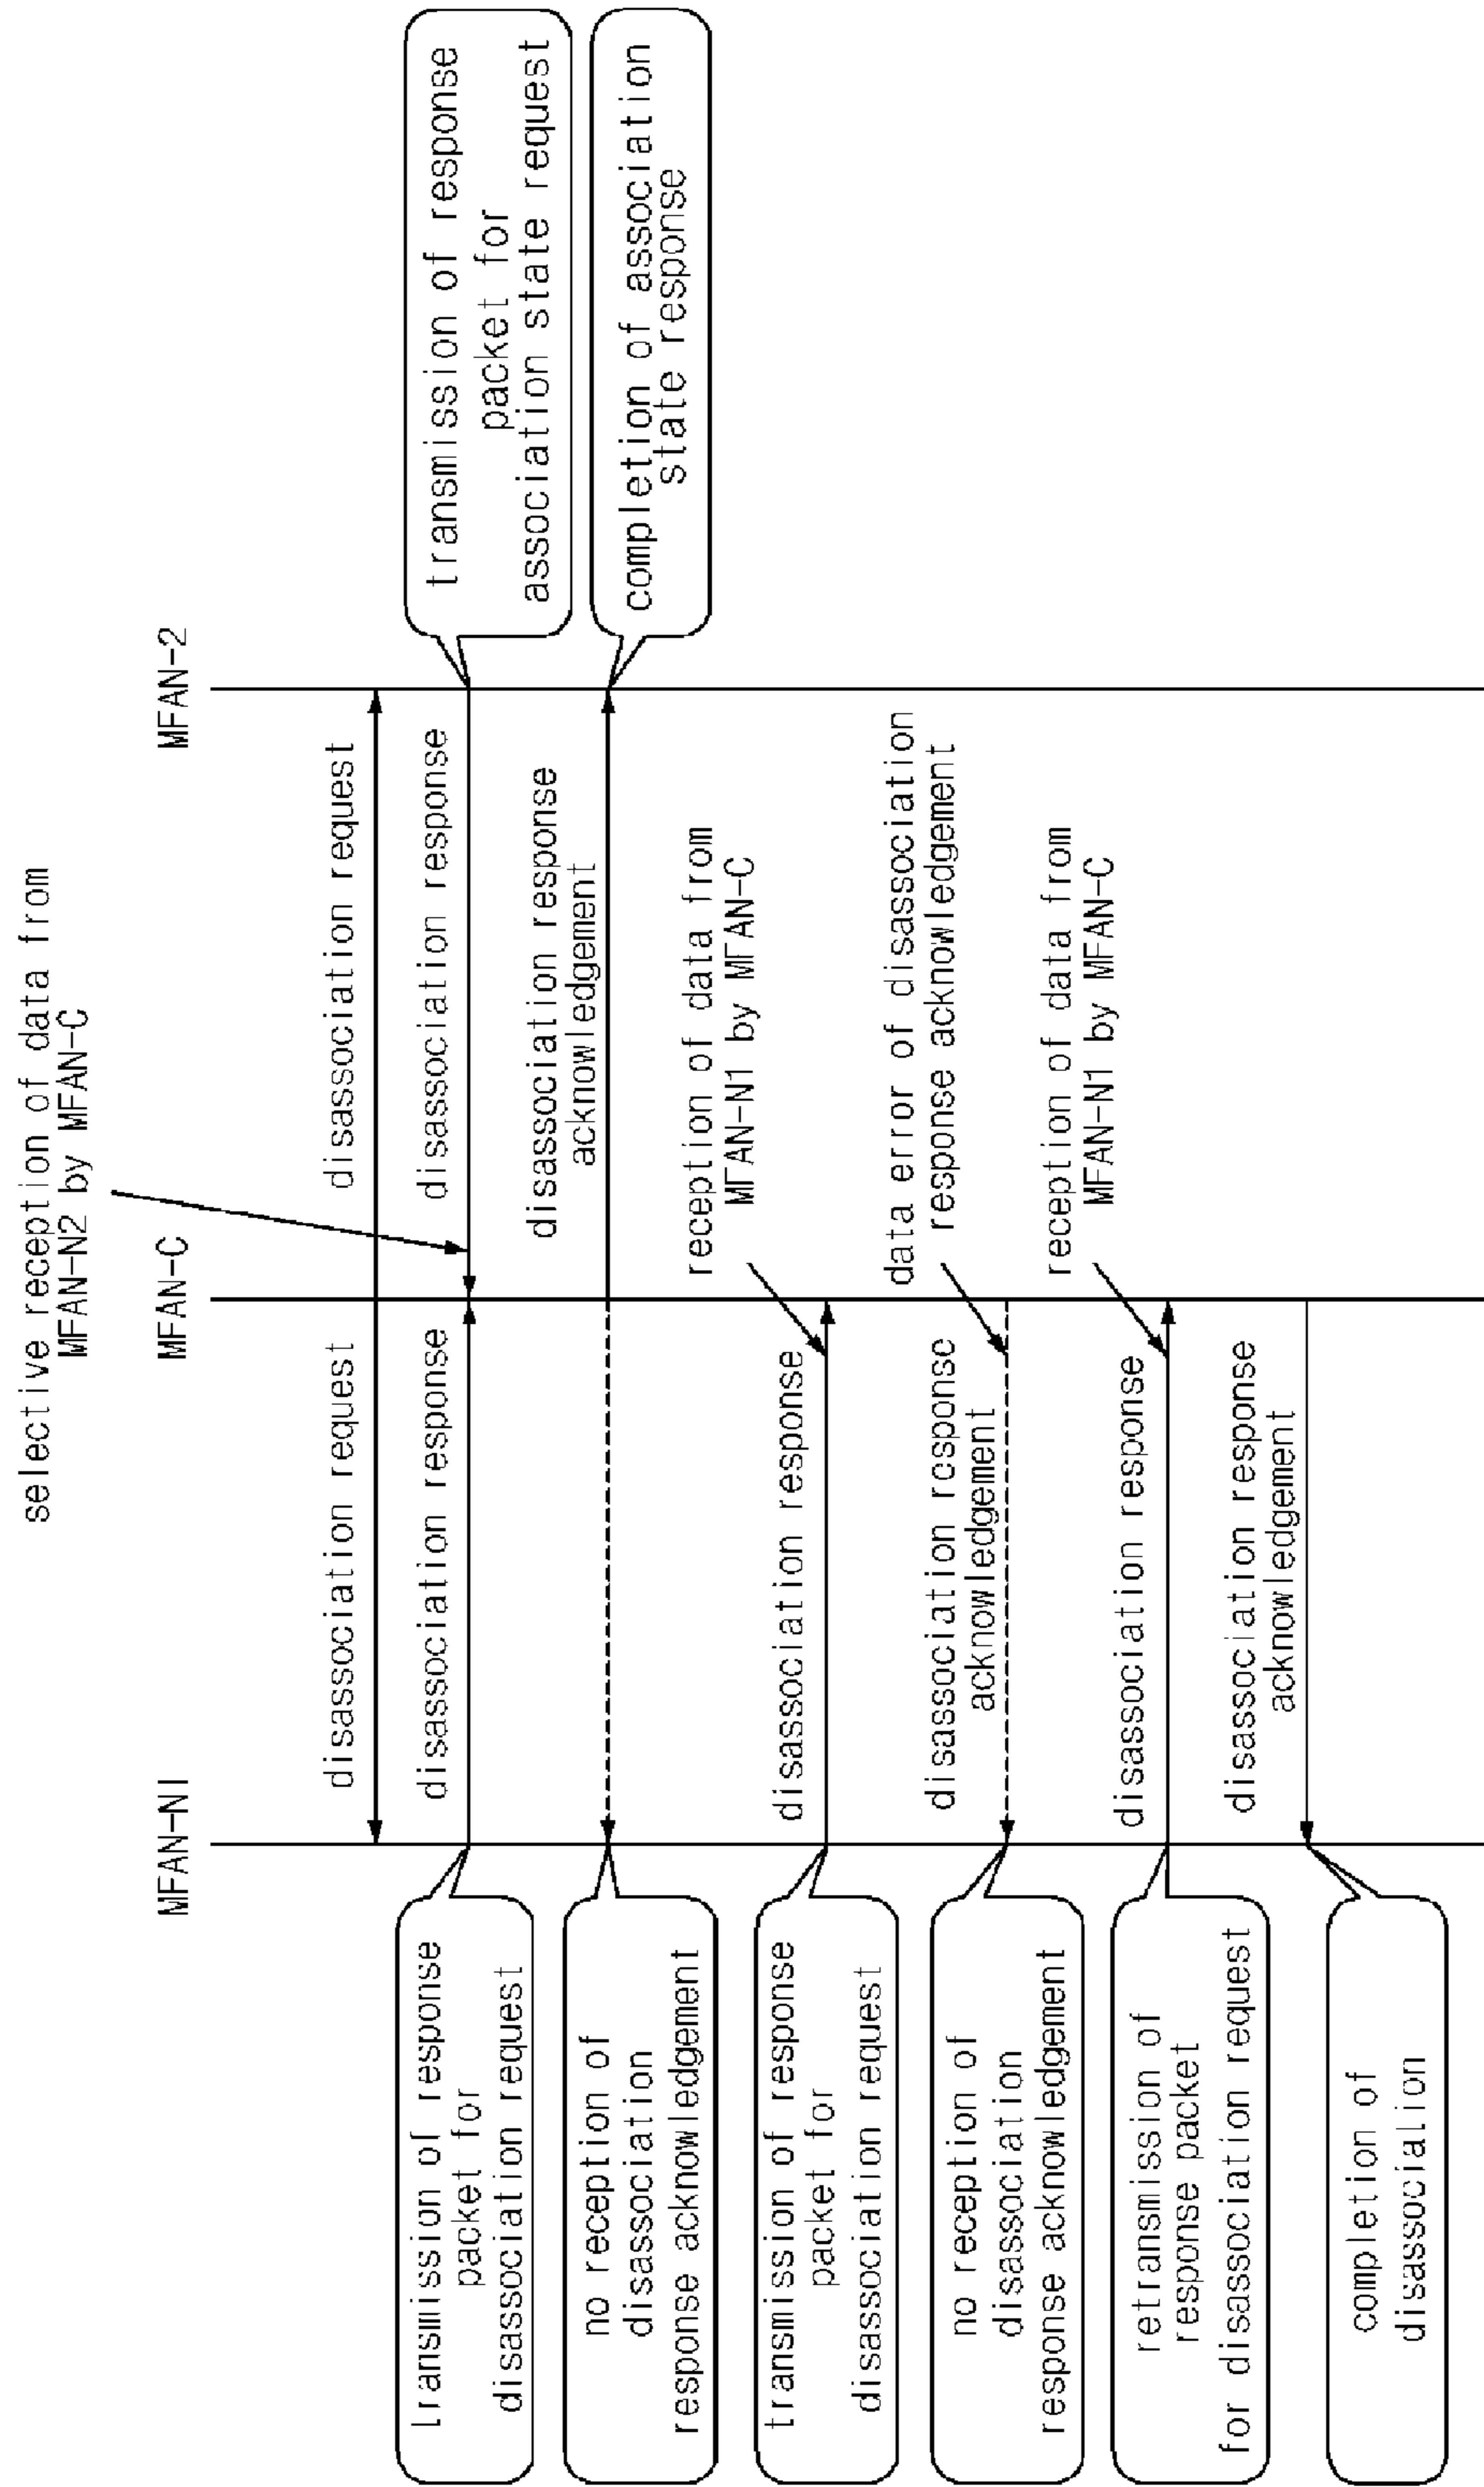 selective reception of data from
MFAN-N2 by MFAN-C
MFAN-N1
MFAN-C
MFAN-2
disassociation request
disassociation request
transmission of response
packet for
disassociation request
disassociation response
disassociation response
transmission of response
packet for
association state request
no reception of
disassociation
response acknowledgement
disassociation response
acknowledgement
completion of association
state response
transmission of response
packet for
disassociation request
disassociation response
reception of data from
MFAN-N1 by MFAN-C
no reception of
disassociation
response acknowledgement
disassociation response
acknowledgement
data error of disassociation
response acknowledgement
retransmission of
response packet
for disassociation request
disassociation response
reception of data from
MFAN-N1 by MFAN-C
disassociation response
acknowledgement
completion of
disassociation